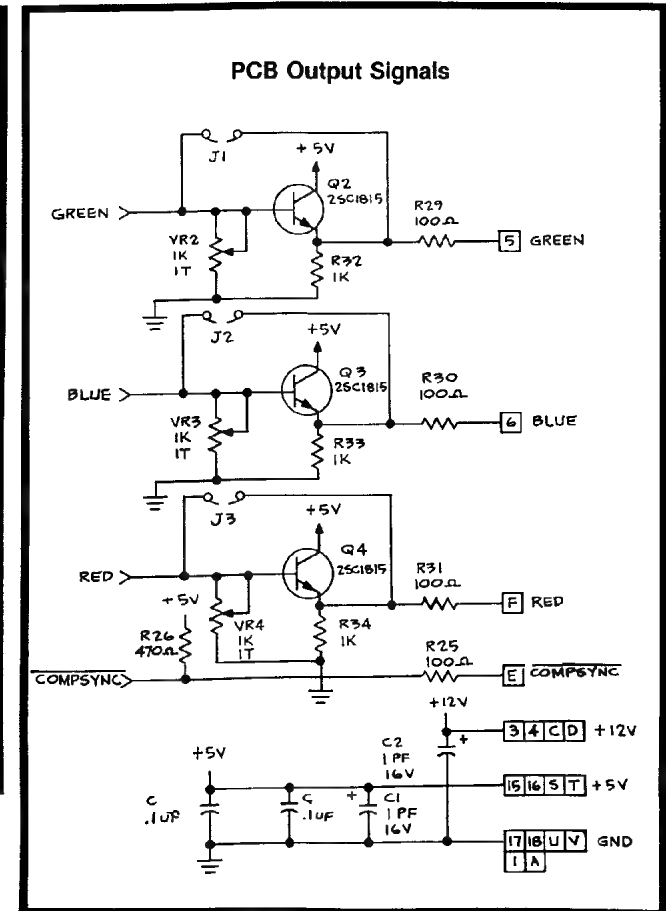 PCB Output Signals
J1
+5V
Q2
2SC1815
GREEN
VR2
1K
1T
R32
1K
R29
100Ω
5 GREEN
J2
+5V
Q3
2SC1815
BLUE
VR3
1K
1T
R33
1K
R30
100Ω
6 BLUE
J3
+5V
Q4
2SC1815
RED
VR4
1K
1T
R34
1K
R31
100Ω
F RED
+5V
R26
470Ω
COMPSYNC
R25
100Ω
E COMPSYNC
+12V
+
3 4 C D +12V
C2
1PF
16V
+5V
15 16 S T +5V
C
.1UF
C
.1UF
+
C1
1PF
16V
17 18 U V GND
1 A